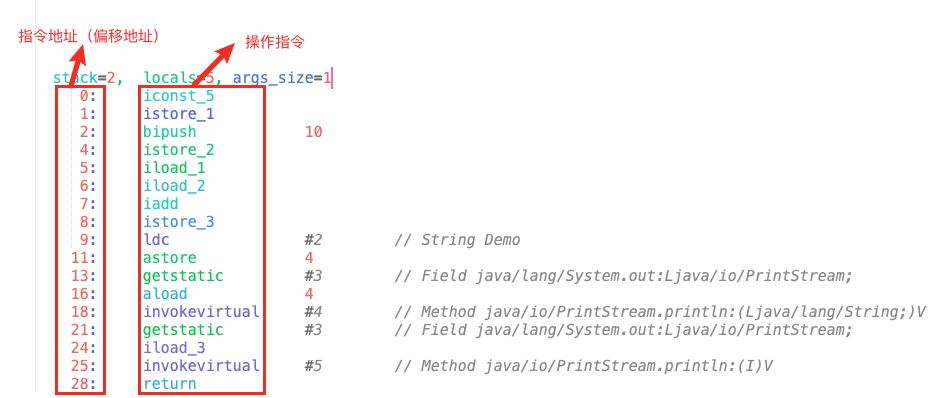 指令地址（偏移地址） 操作指令
stack=2, locals=5, args_size=1
0: iconst_5
1: istore_1
2: bipush 10
4: istore_2
5: iload_1
6: iload_2
7: iadd
8: istore_3
9: ldc #2 // String Demo
11: astore 4
13: getstatic #3 // Field java/lang/System.out:Ljava/io/PrintStream;
16: aload 4
18: invokevirtual #4 // Method java/io/PrintStream.println:(Ljava/lang/String;)V
21: getstatic #3 // Field java/lang/System.out:Ljava/io/PrintStream;
24: iload_3
25: invokevirtual #5 // Method java/io/PrintStream.println:(I)V
28: return